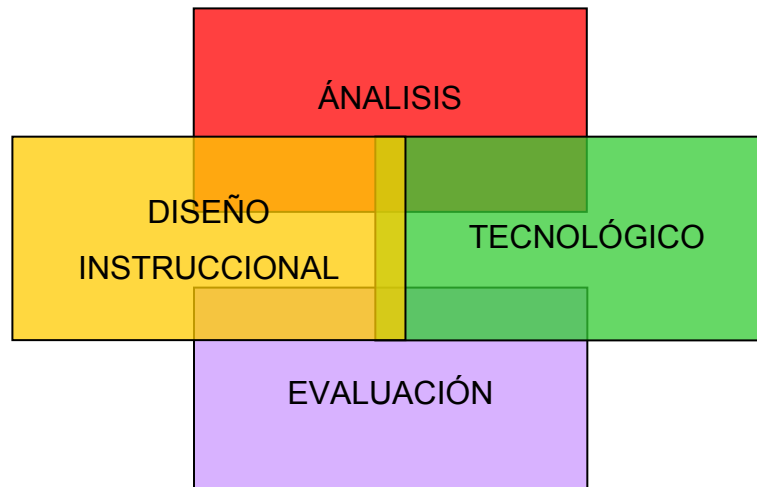 ÁNALISIS
DISEÑO
INSTRUCCIONAL
TECNOLÓGICO
EVALUACIÓN